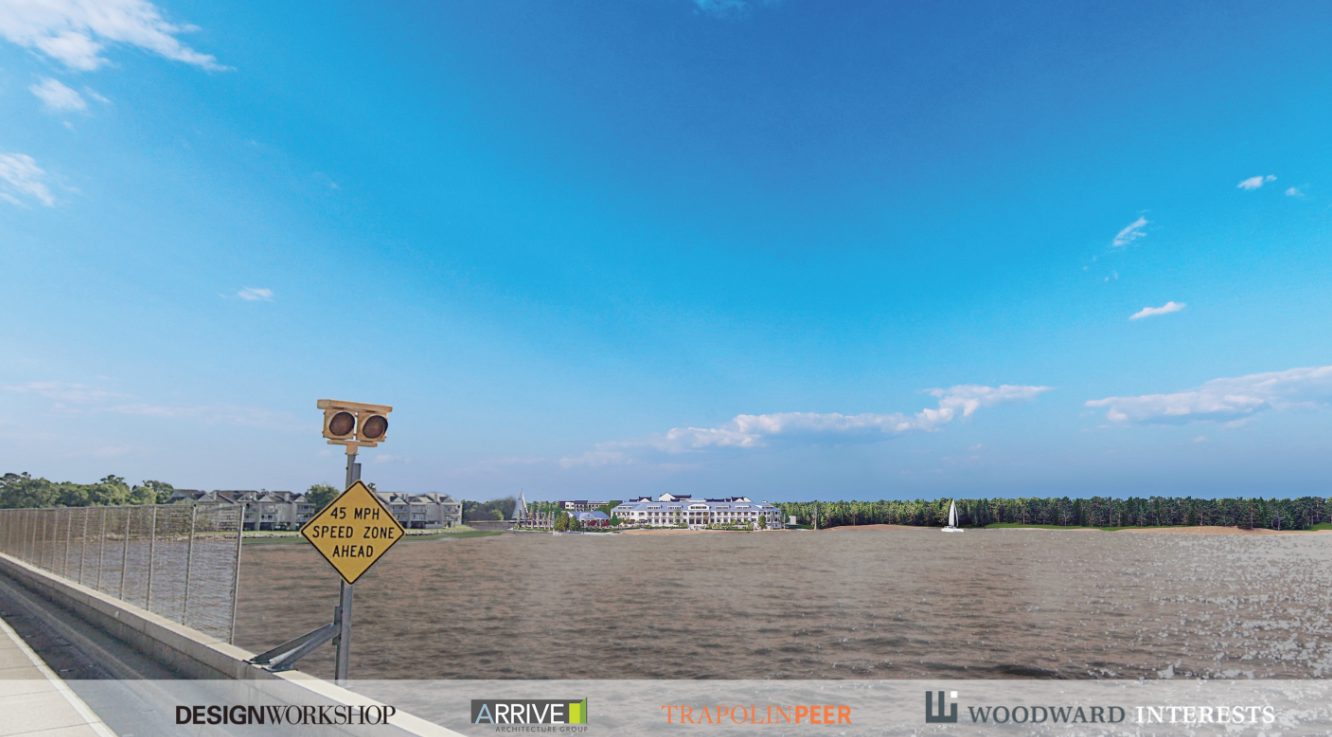 45 MPH
SPEED ZONE
AHEAD
DESIGNWORKSHOP
ARRIVE
ARCHITECTURE GROUP
TRAPOLINPEER
WOODWARD INTERESTS